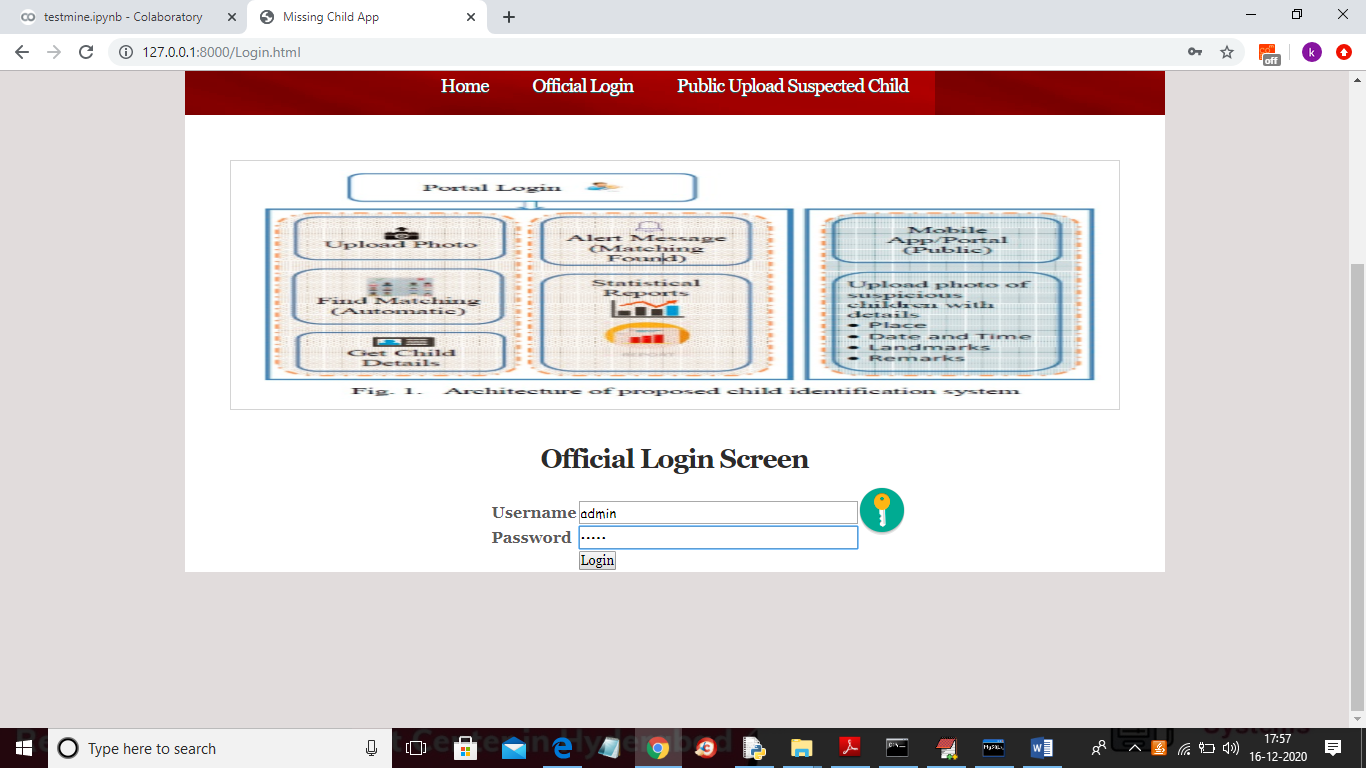 testmine.ipynb - Colaboratory
Missing Child App
127.0.0.1:8000/Login.html
off
k
Home Official Login Public Upload Suspected Child
Portal Login
Upload Photo
Find Matching
(Automatic)
Get Child
Details
Alert Message
(Matching
Found)
Statistical
Reports
REPORT
Mobile
App/Portal
(Public)
Upload photo of
suspicious
children with
details
• Place
• Date and Time
• Landmarks
• Remarks
Fig. 1. Architecture of proposed child identification system
Official Login Screen
Username admin
Password •••••
Login
Type here to search
17:57
16-12-2020